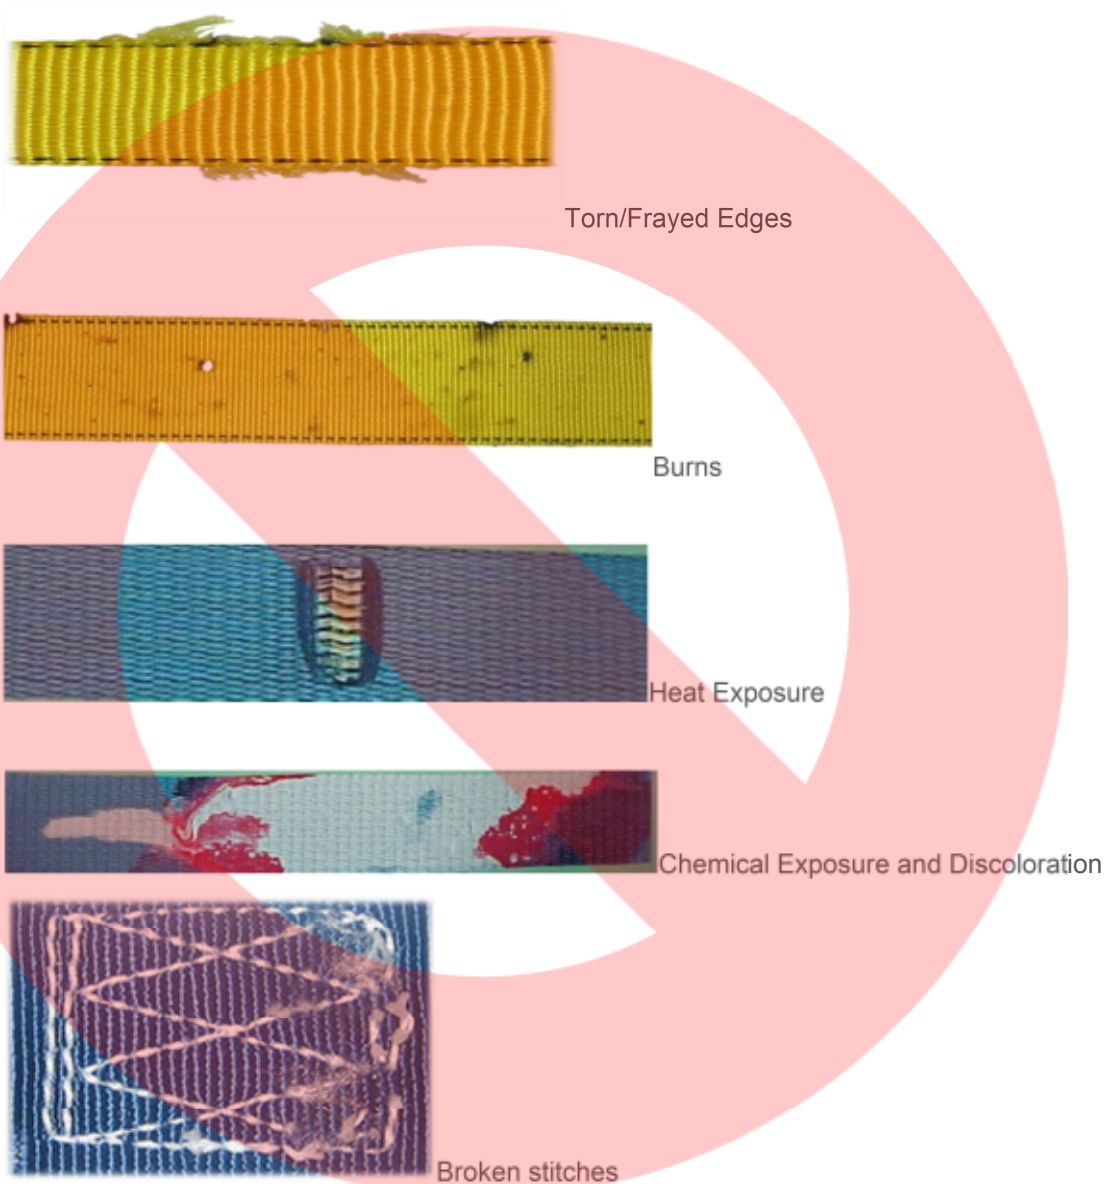 Torn/Frayed Edges
Burns
Heat Exposure
Chemical Exposure and Discoloration
Broken stitches